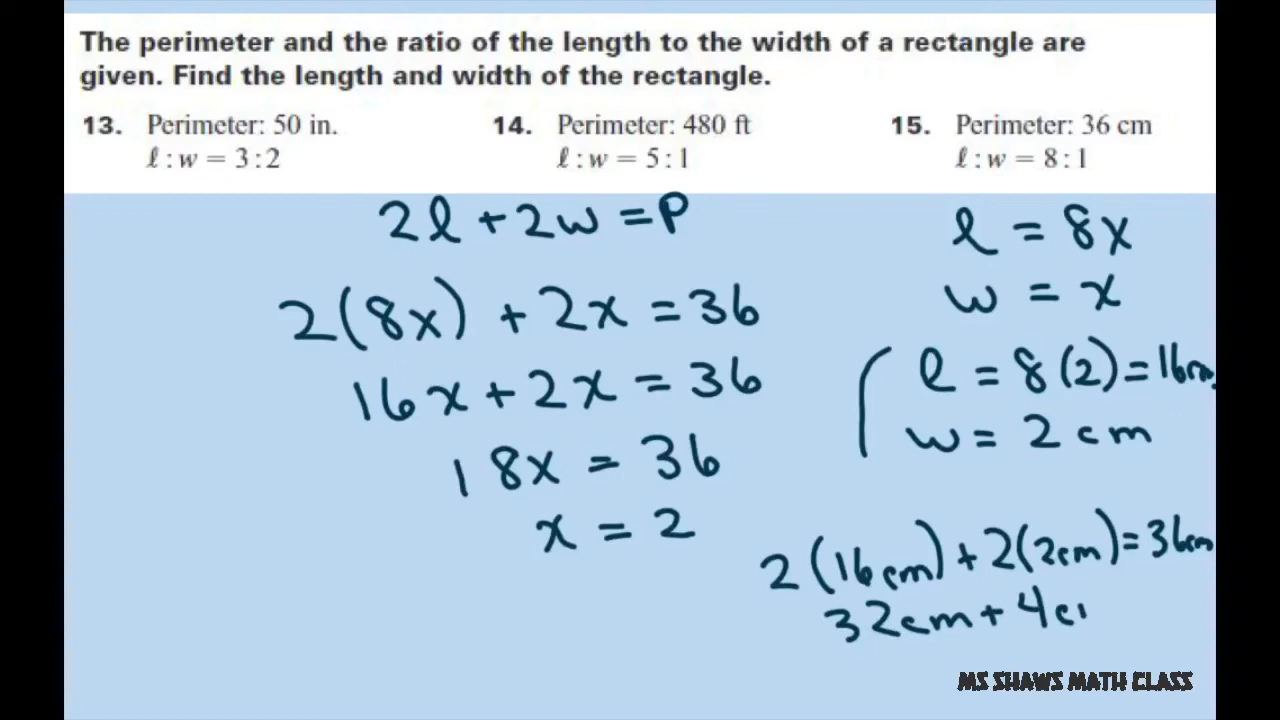 The perimeter and the ratio of the length to the width of a rectangle are
given. Find the length and width of the rectangle.
13. Perimeter: 50 in.
ℓ : w = 3 : 2
14. Perimeter: 480 ft
ℓ : w = 5 : 1
15. Perimeter: 36 cm
ℓ : w = 8 : 1
2ℓ + 2w = P
2(8x) + 2x = 36
16x + 2x = 36
18x = 36
x = 2
ℓ = 8x
w = x
ℓ = 8(2) = 16cm
w = 2 cm
2(16cm) + 2(2cm) = 36cm
32cm + 4c
MS SHAWS MATH CLASS